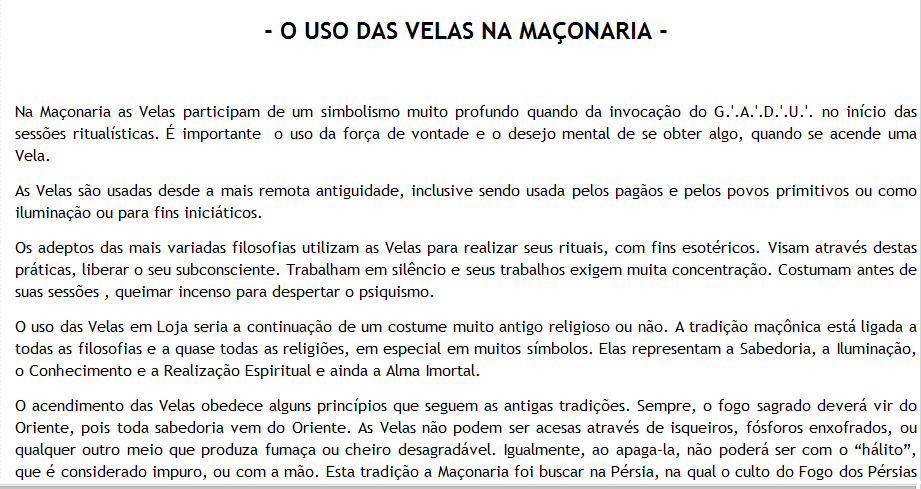 - O USO DAS VELAS NA MAÇONARIA -
Na Maçonaria as Velas participam de um simbolismo muito profundo quando da invocação do G.'.A.'.D.'.U.'. no início das
sessões ritualísticas. É importante o uso da força de vontade e o desejo mental de se obter algo, quando se acende uma
Vela.
As Velas são usadas desde a mais remota antiguidade, inclusive sendo usada pelos pagãos e pelos povos primitivos ou como
iluminação ou para fins iniciáticos.
Os adeptos das mais variadas filosofias utilizam as Velas para realizar seus rituais, com fins esotéricos. Visam através destas
práticas, liberar o seu subconsciente. Trabalham em silêncio e seus trabalhos exigem muita concentração. Costumam antes de
suas sessões , queimar incenso para despertar o psiquismo.
O uso das Velas em Loja seria a continuação de um costume muito antigo religioso ou não. A tradição maçônica está ligada a
todas as filosofias e a quase todas as religiões, em especial em muitos símbolos. Elas representam a Sabedoria, a Iluminação,
o Conhecimento e a Realização Espiritual e ainda a Alma Imortal.
O acendimento das Velas obedece alguns princípios que seguem as antigas tradições. Sempre, o fogo sagrado deverá vir do
Oriente, pois toda sabedoria vem do Oriente. As Velas não podem ser acesas através de isqueiros, fósforos enxofrados, ou
qualquer outro meio que produza fumaça ou cheiro desagradável. Igualmente, ao apaga-la, não poderá ser com o “hálito”,
que é considerado impuro, ou com a mão. Esta tradição a Maçonaria foi buscar na Pérsia, na qual o culto do Fogo dos Pérsias